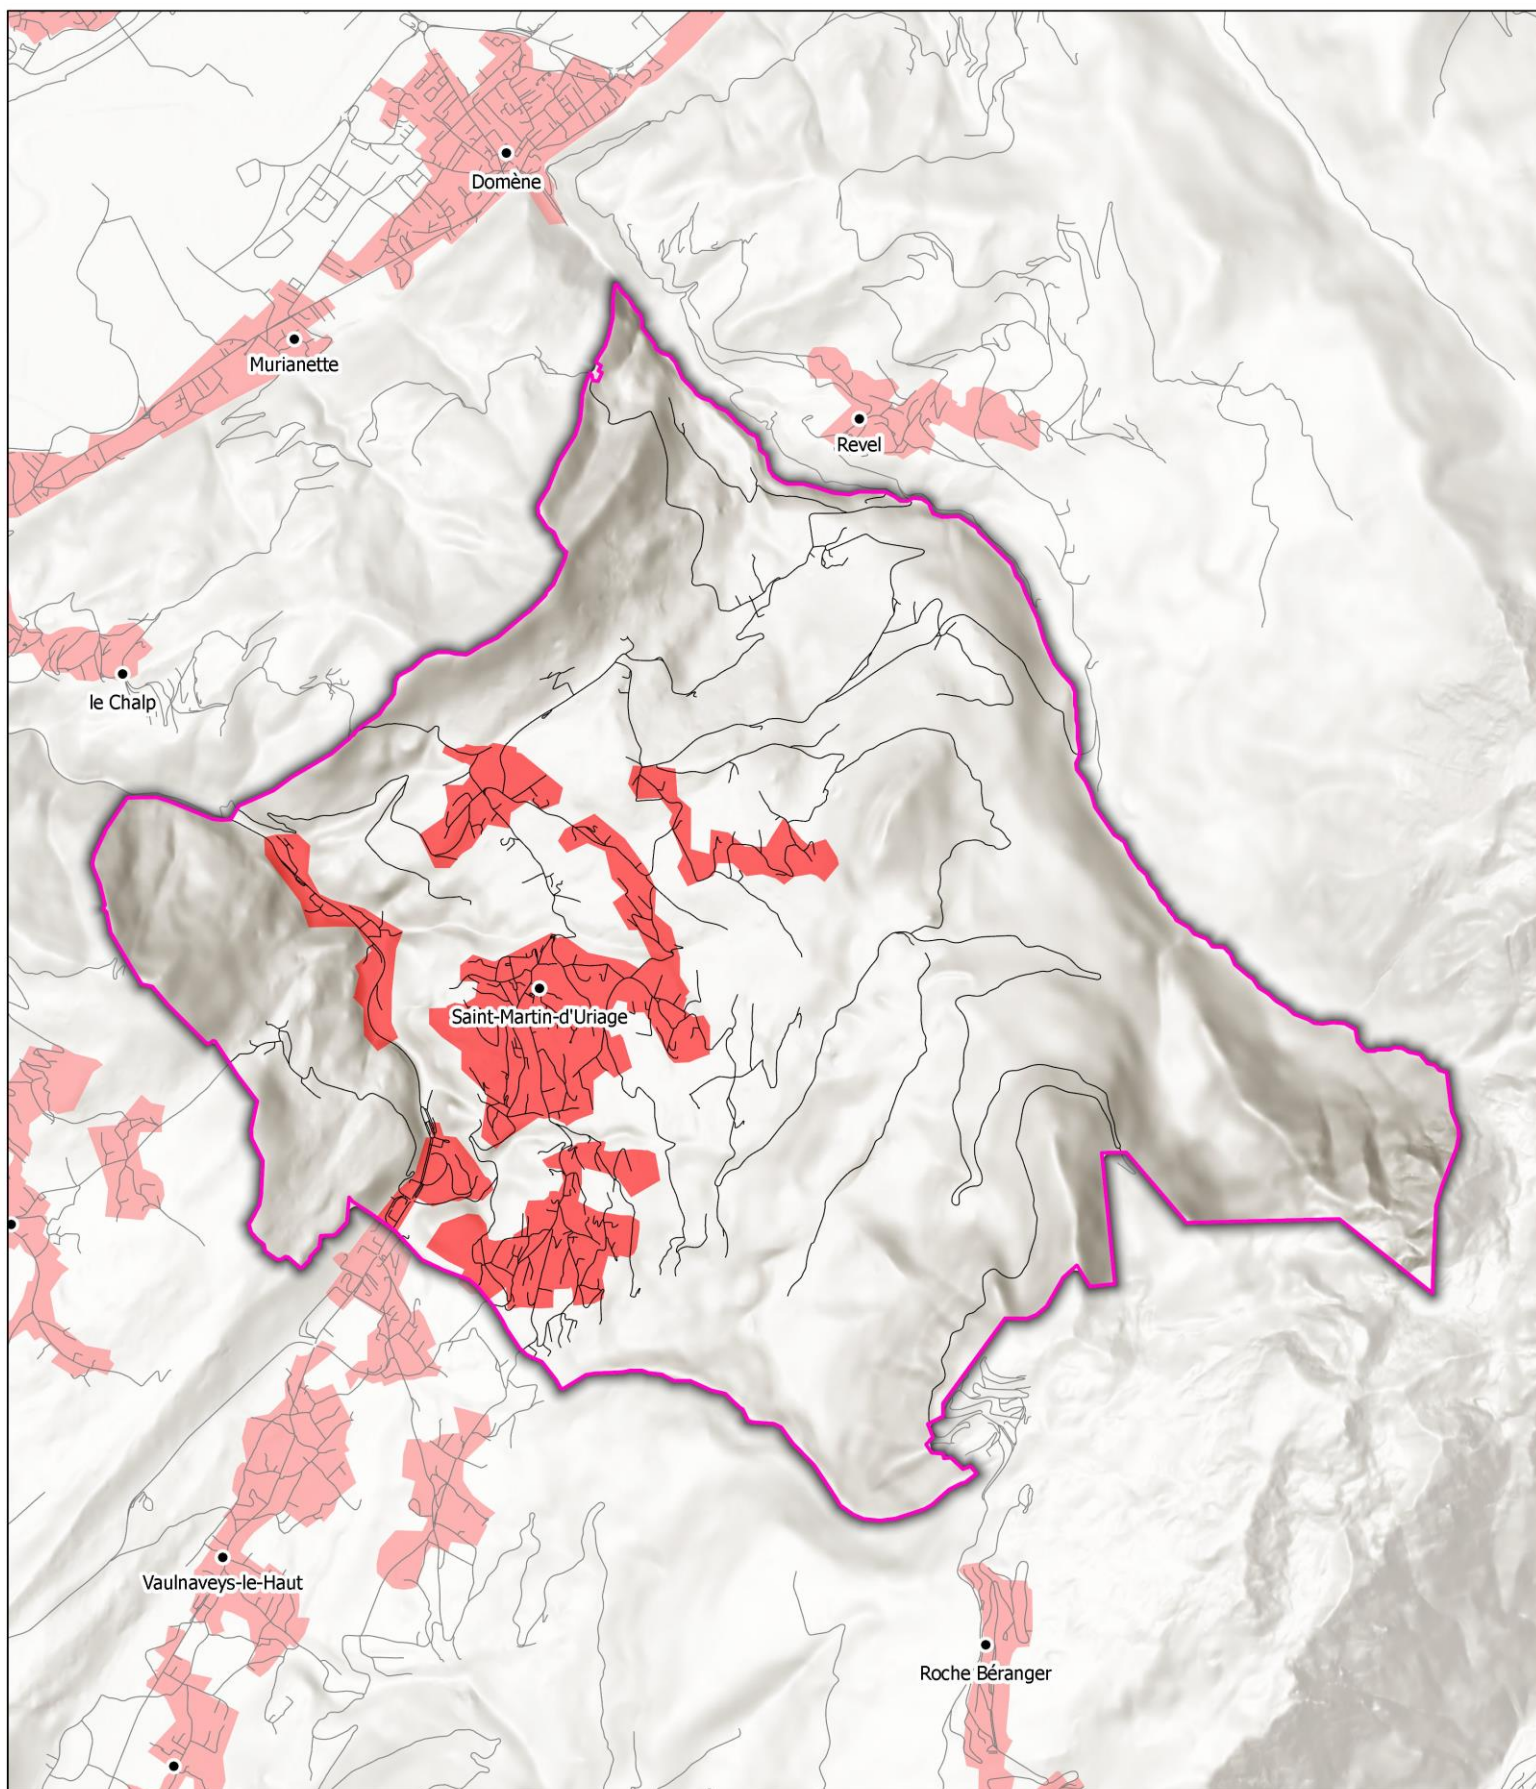 Domène
Murianette
Revel
le Chalp
Saint-Martin-d'Uriage
Vaulnaveys-le-Haut
Roche Béranger